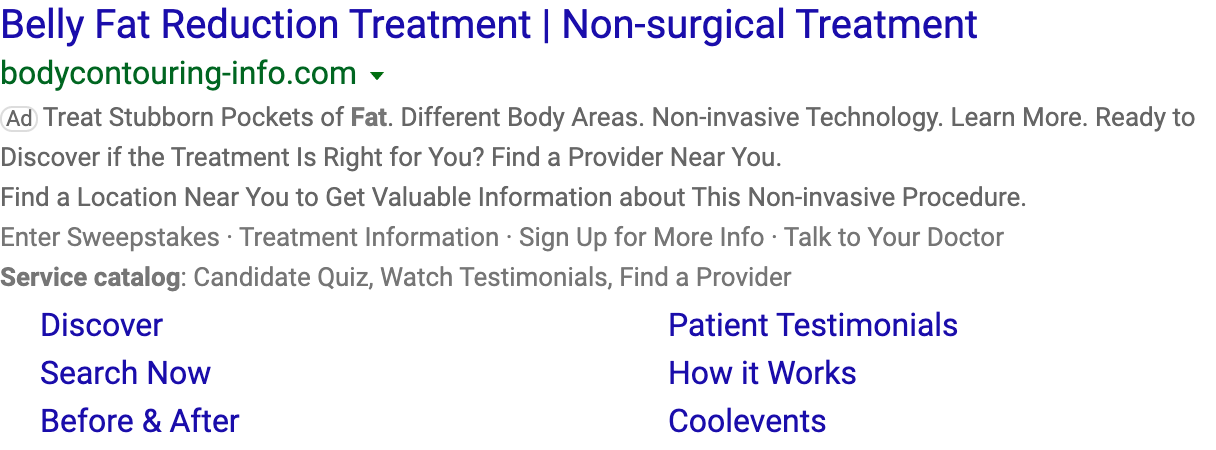 Belly Fat Reduction Treatment | Non-surgical Treatment
bodycontouring-info.com
Ad Treat Stubborn Pockets of Fat. Different Body Areas. Non-invasive Technology. Learn More. Ready to
Discover if the Treatment Is Right for You? Find a Provider Near You.
Find a Location Near You to Get Valuable Information about This Non-invasive Procedure.
Enter Sweepstakes · Treatment Information · Sign Up for More Info · Talk to Your Doctor
Service catalog: Candidate Quiz, Watch Testimonials, Find a Provider
Discover Patient Testimonials
Search Now How it Works
Before & After Coolevents